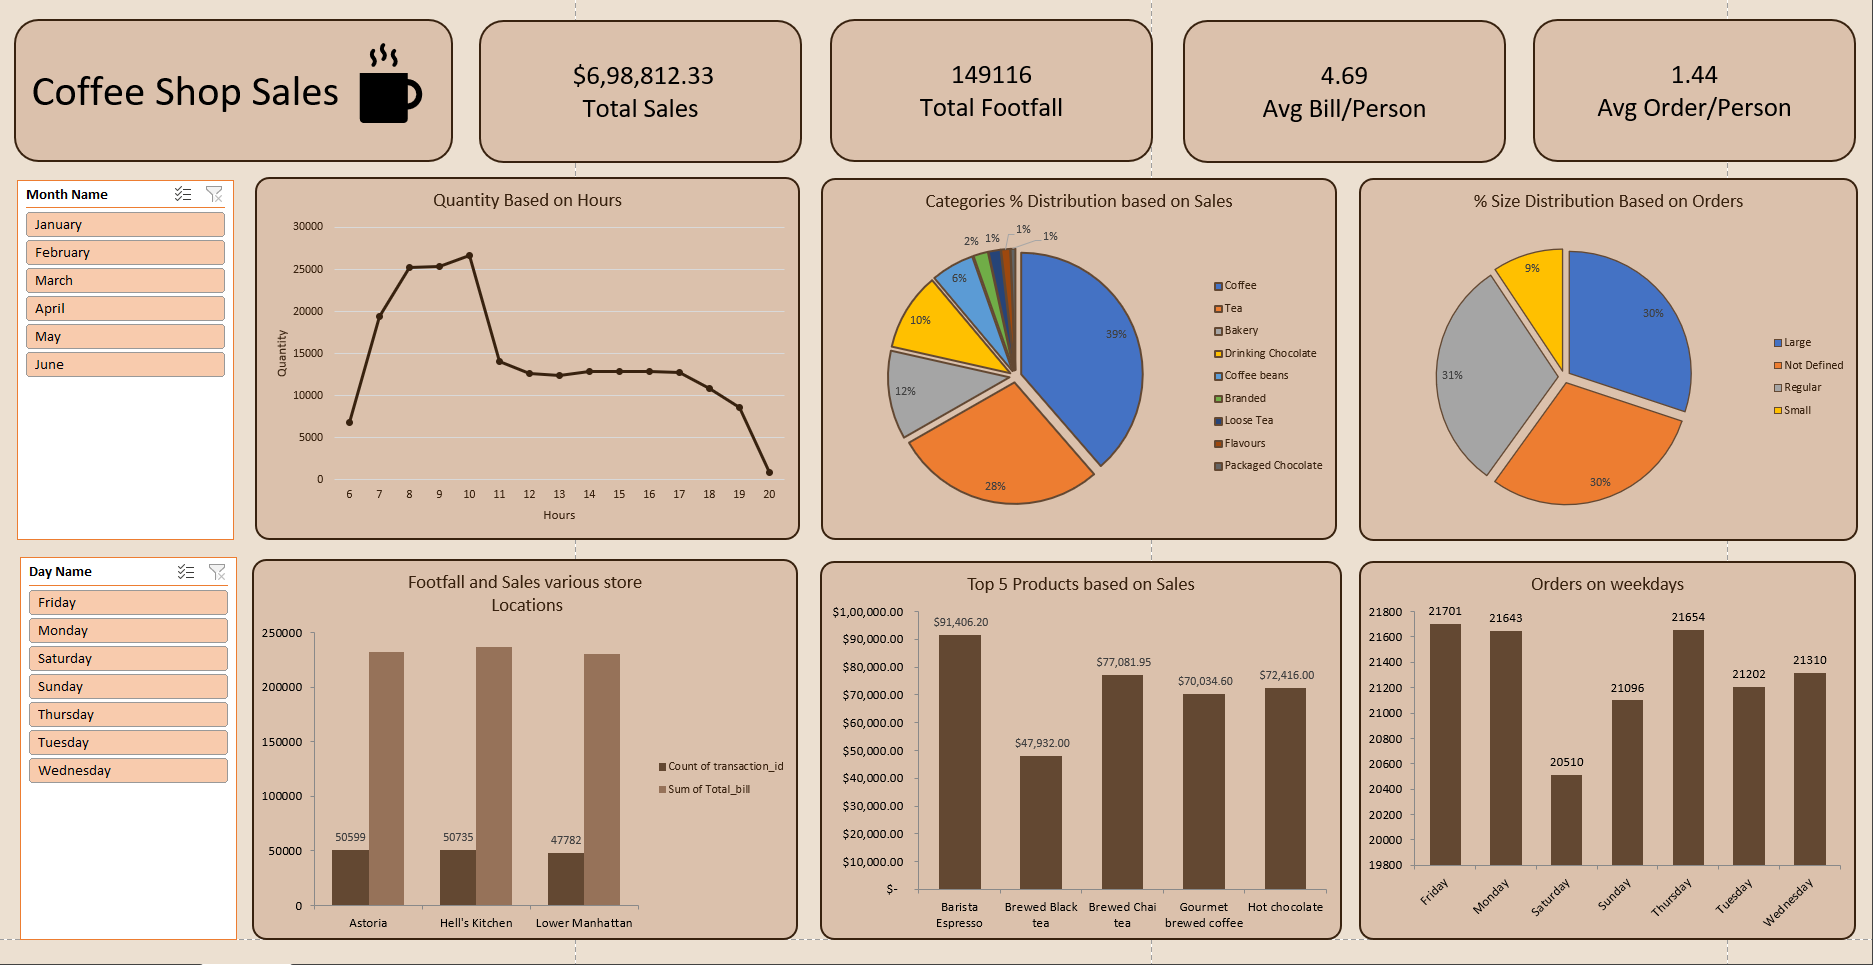 Coffee Shop Sales
$6,98,812.33
Total Sales
149116
Total Footfall
4.69
Avg Bill/Person
1.44
Avg Order/Person
Month Name
January
February
March
April
May
June
Quantity Based on Hours
30000
25000
20000
15000
10000
5000
0
Quantity
6 7 8 9 10 11 12 13 14 15 16 17 18 19 20
Hours
Categories % Distribution based on Sales
2% 1% 1% 1%
6%
10%
12%
28%
39%
Coffee
Tea
Bakery
Drinking Chocolate
Coffee beans
Branded
Loose Tea
Flavours
Packaged Chocolate
% Size Distribution Based on Orders
9%
30%
31%
30%
Large
Not Defined
Regular
Small
Day Name
Friday
Monday
Saturday
Sunday
Thursday
Tuesday
Wednesday
Footfall and Sales various store
Locations
250000
200000
150000
100000
50000
0
50599
50735
47782
Astoria Hell's Kitchen Lower Manhattan
Count of transaction_id
Sum of Total_bill
Top 5 Products based on Sales
$1,00,000.00
$90,000.00
$80,000.00
$70,000.00
$60,000.00
$50,000.00
$40,000.00
$30,000.00
$20,000.00
$10,000.00
$-
$91,406.20
$47,932.00
$77,081.95
$70,034.60
$72,416.00
Barista
Espresso
Brewed Black
tea
Brewed Chai
tea
Gourmet
brewed coffee
Hot chocolate
Orders on weekdays
21800
21600
21400
21200
21000
20800
20600
20400
20200
20000
19800
21701
21643
20510
21096
21654
21202
21310
Friday
Monday
Saturday
Sunday
Thursday
Tuesday
Wednesday